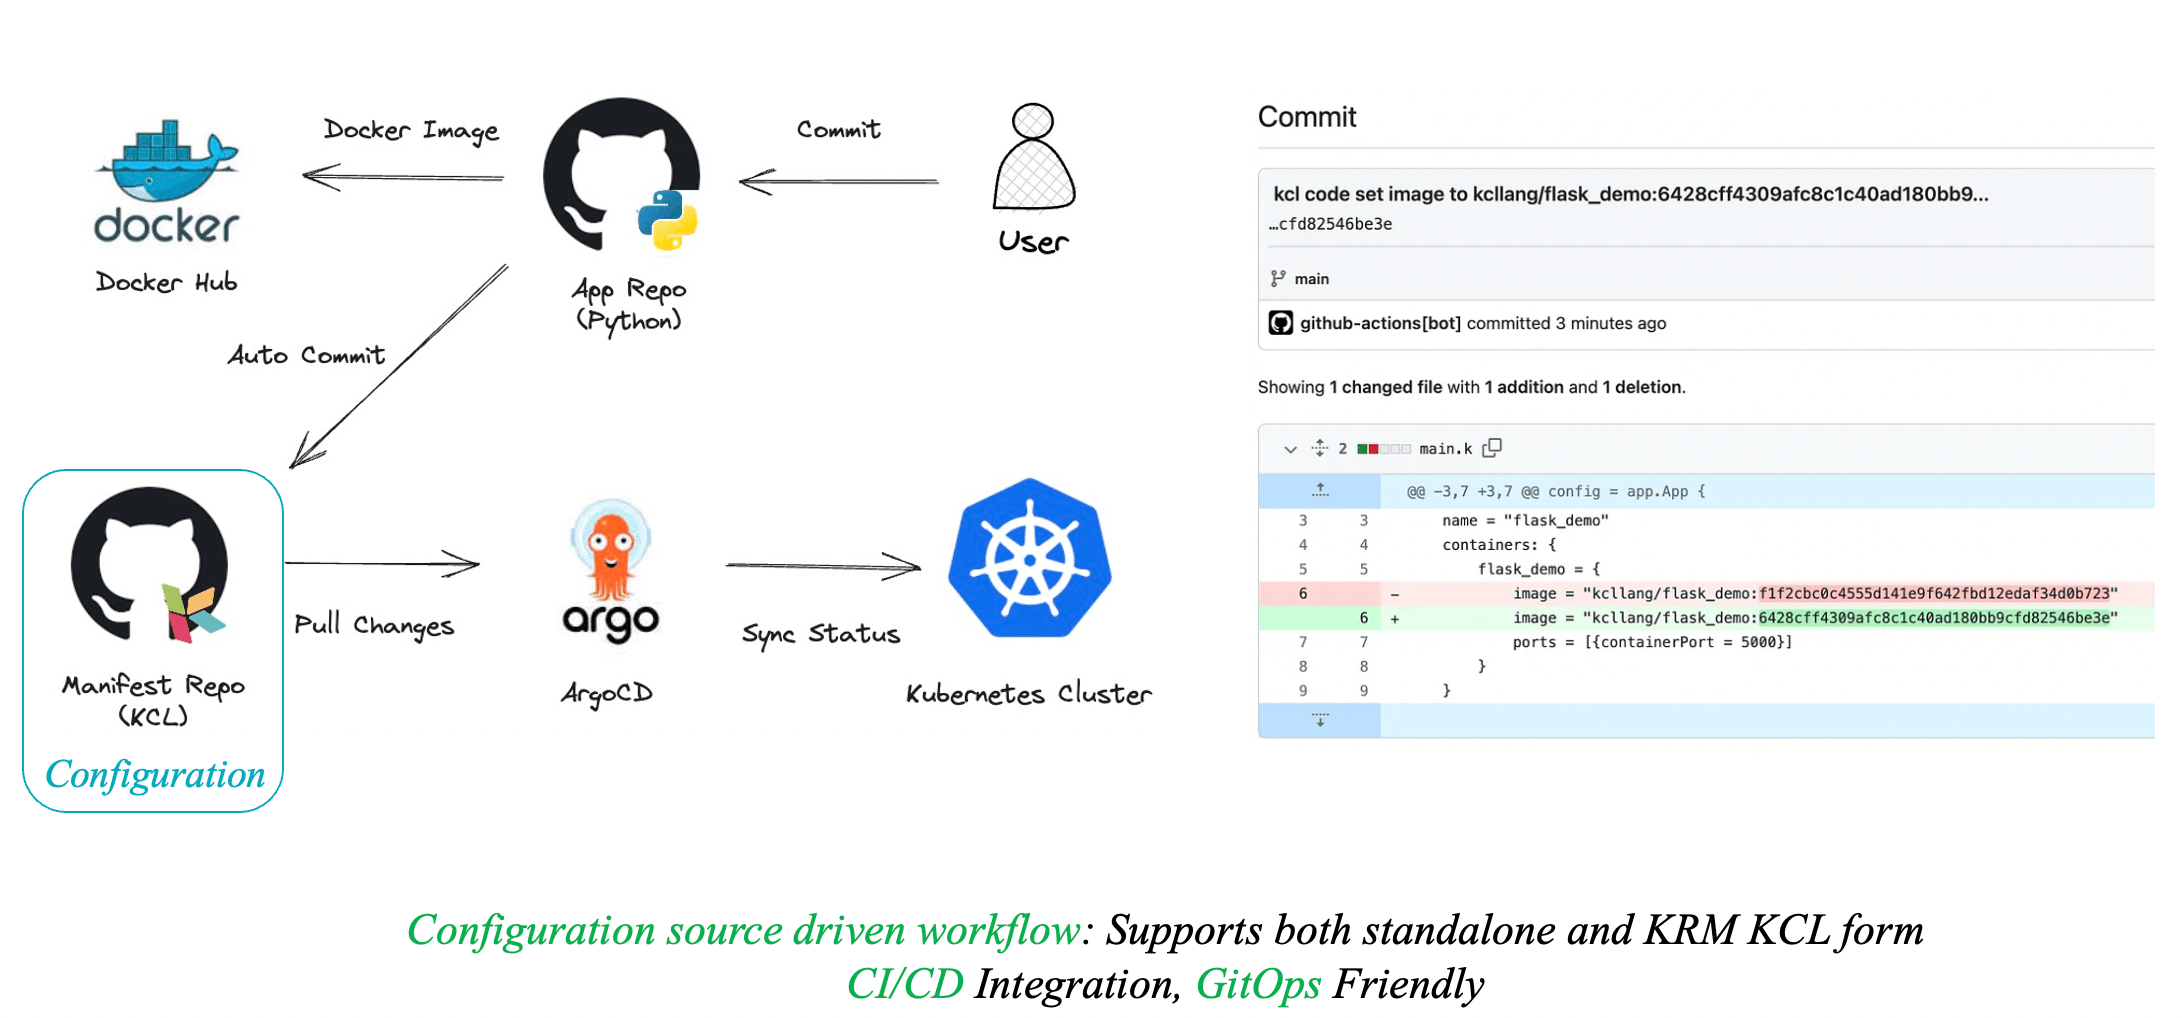 Docker Image
Commit
docker
Docker Hub
App Repo
(Python)
User
Auto Commit
Manifest Repo
(KCL)
Configuration
Pull Changes
argo
ArgoCD
Sync Status
Kubernetes Cluster
Commit
kcl code set image to kcllang/flask_demo:6428cff4309afc8c1c40ad180bb9...
…cfd82546be3e
main
github-actions[bot] committed 3 minutes ago
Showing 1 changed file with 1 addition and 1 deletion.
2 main.k
@@ -3,7 +3,7 @@ config = app.App {
3 3 name = "flask_demo"
4 4 containers: {
5 5 flask_demo = {
6 - image = "kcllang/flask_demo:f1f2cbc0c4555d141e9f642fbd12edaf34d0b723"
6 + image = "kcllang/flask_demo:6428cff4309afc8c1c40ad180bb9cfd82546be3e"
7 7 ports = [{containerPort = 5000}]
8 8 }
9 9 }
Configuration source driven workflow: Supports both standalone and KRM KCL form
CI/CD Integration, GitOps Friendly